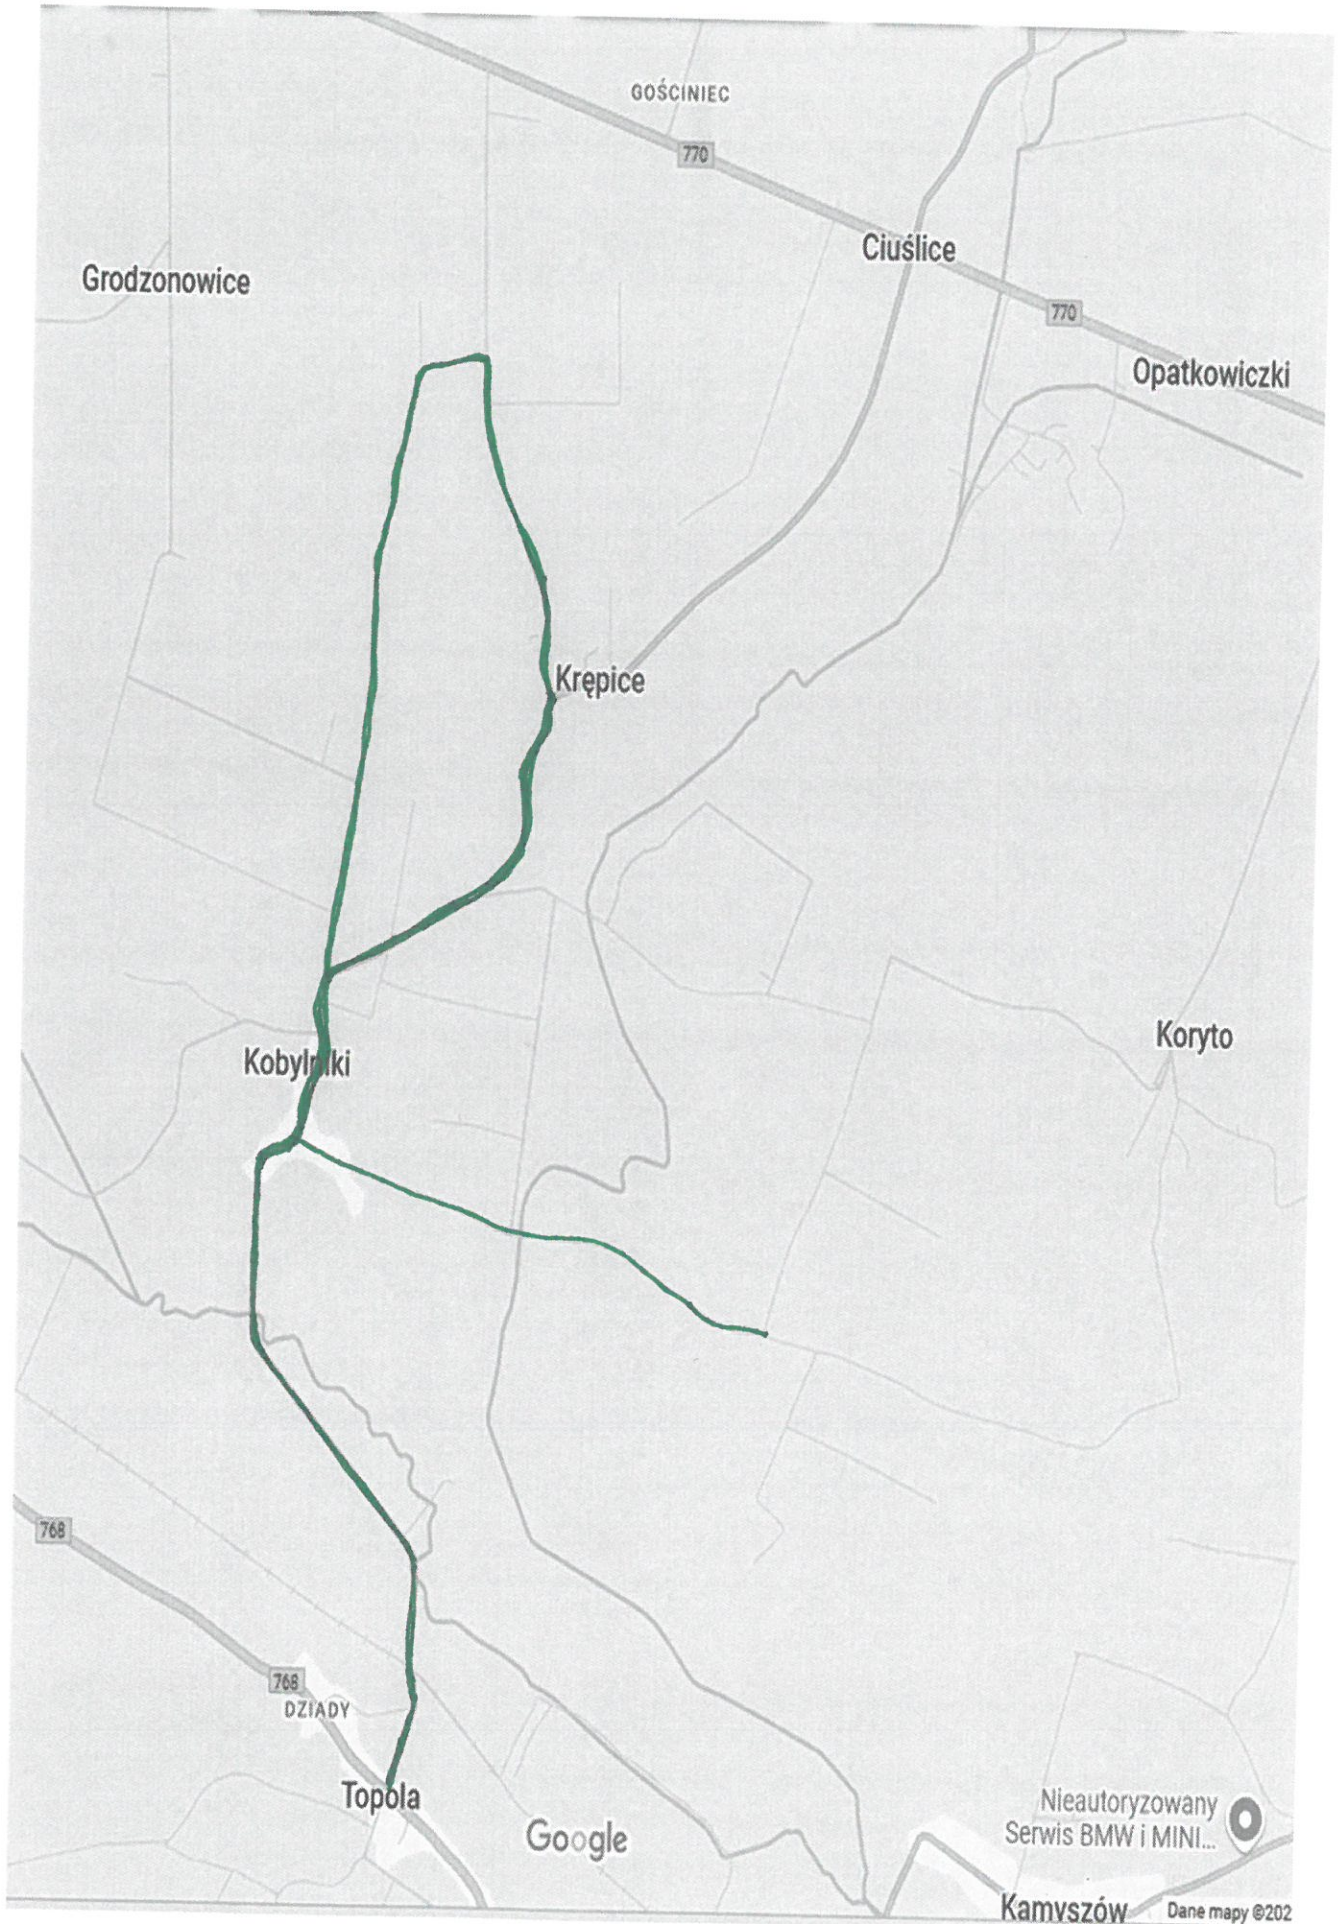 GOŚCINIEC
770
Ciuślice
Grodzonowice
770
Opatkowiczki
Krępice
Koryto
Kobylniki
768
768
DZIADY
Topola
Nieautoryzowany
Serwis BMW i MINI...
Google
Kamyszów
Dane mapy ©202